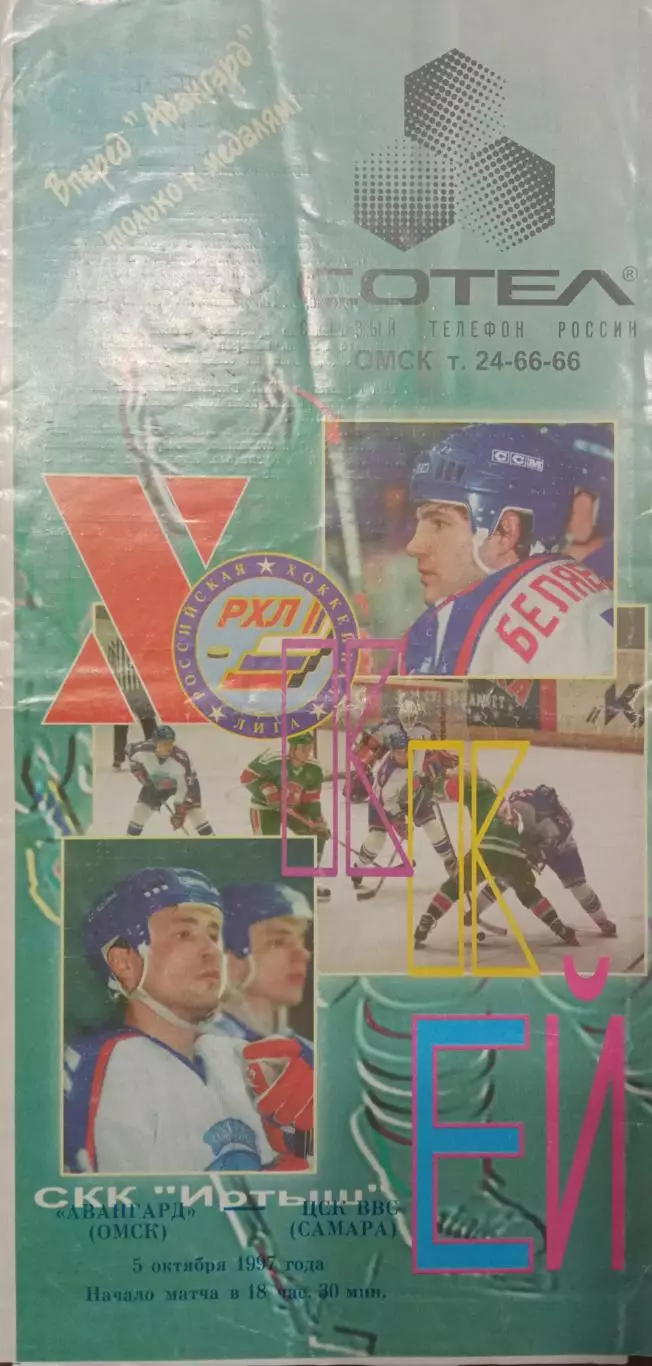 Вперед "Авангард"
только к медалям!
СОТЕЛ®
СОТОВЫЙ ТЕЛЕФОН РОССИИ
ОМСК т. 24-66-66
ХОККЕЙ
CCM
БЕЛЯЕ
РОССИЙСКАЯ ХОККЕЙНАЯ ЛИГА
РХЛ
СКК "Иртыш"
«АВАНГАРД» — ЦСК ВВС
(ОМСК) (САМАРА)
5 октября 1997 года
Начало матча в 18 час. 30 мин.